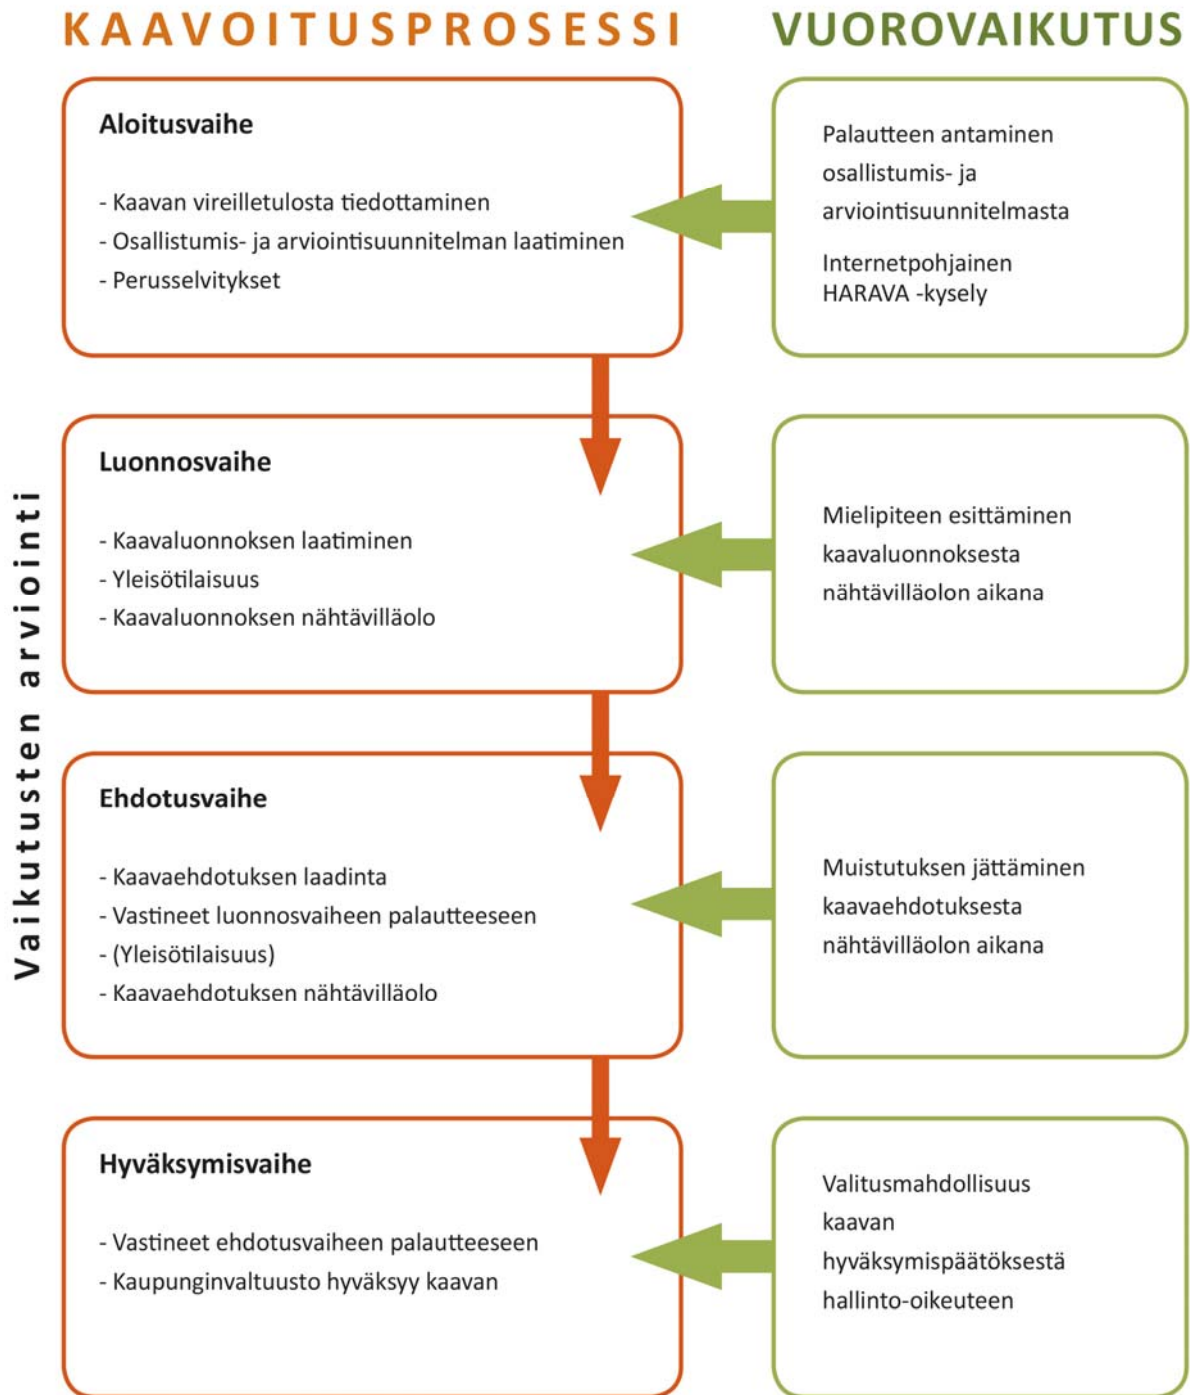 KAAVOITUSPROSESSI
VUOROVAIKUTUS
Vaikutusten arviointi
Aloitusvaihe
- Kaavan vireilletulosta tiedottaminen
- Osallistumis- ja arviointisuunnitelman laatiminen
- Perusselvitykset
Palautteen antaminen
osallistumis- ja
arviointisuunnitelmasta
Internetpohjainen
HARAVA -kysely
Luonnosvaihe
- Kaavaluonnoksen laatiminen
- Yleisötilaisuus
- Kaavaluonnoksen nähtävilläolo
Mielipiteen esittäminen
kaavaluonnoksesta
nähtävilläolon aikana
Ehdotusvaihe
- Kaavaehdotuksen laadinta
- Vastineet luonnosvaiheen palautteeseen
- (Yleisötilaisuus)
- Kaavaehdotuksen nähtävilläolo
Muistutuksen jättäminen
kaavaehdotuksesta
nähtävilläolon aikana
Hyväksymisvaihe
- Vastineet ehdotusvaiheen palautteeseen
- Kaupunginvaltuusto hyväksyy kaavan
Valitusmahdollisuus
kaavan
hyväksymispäätöksestä
hallinto-oikeuteen